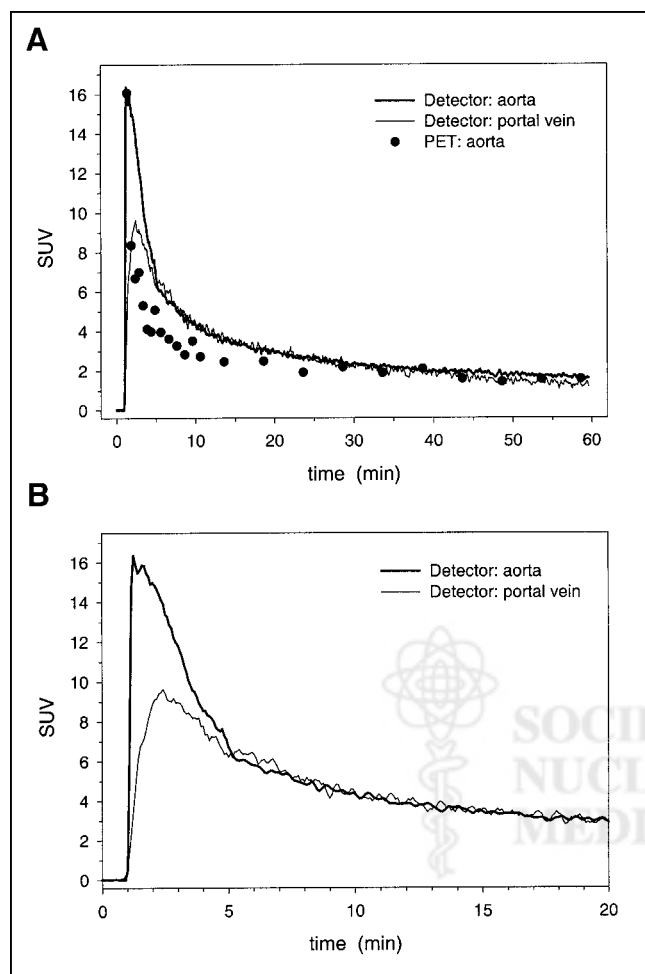 A
16
14
12
10
8
6
4
2
0
SUV
Detector: aorta
Detector: portal vein
PET: aorta
0 10 20 30 40 50 60
time (min)
B
16
14
12
10
8
6
4
2
0
SUV
Detector: aorta
Detector: portal vein
SOCI
NUCL
MEDI
0 5 10 15 20
time (min)